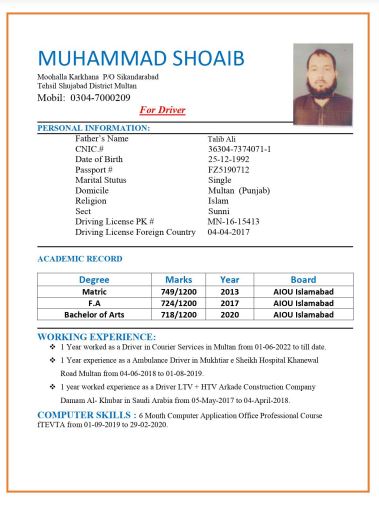 MUHAMMAD SHOAIB
Moohalla Karkhana P/O Sikandarabad
Tehsil Shujabad District Multan
Mobil: 0304-7000209
For Driver
PERSONAL INFORMATION:
Father's Name Talib Ali
CNIC # 36304-7374071-1
Date of Birth 25-12-1992
Passport # FZ5190712
Marital Stutus Single
Domicile Multan (Punjab)
Religion Islam
Sect Sunni
Driving License PK # MN-16-15413
Driving License Foreign Country 04-04-2017
ACADEMIC RECORD
Degree Marks Year Board
Matric 749/1200 2013 AIOU Islamabad
F.A 724/1200 2017 AIOU Islamabad
Bachelor of Arts 718/1200 2020 AIOU Islamabad
WORKING EXPERIENCE:
❖ 1 Year worked as a Driver in Courier Services in Multan from 01-06-2022 to till date.
❖ 1 Year experience as a Ambulance Driver in Mukhtiar e Sheikh Hospital Khanewal
Road Multan from 04-06-2018 to 01-08-2019.
❖ 1 year worked experience as a Driver LTV + HTV Arkade Construction Company
Damam Al- Khubar in Saudi Arabia from 05-May-2017 to 04-April-2018.
COMPUTER SKILLS : 6 Month Computer Application Office Professional Course
fTEVTA from 01-09-2019 to 29-02-2020.